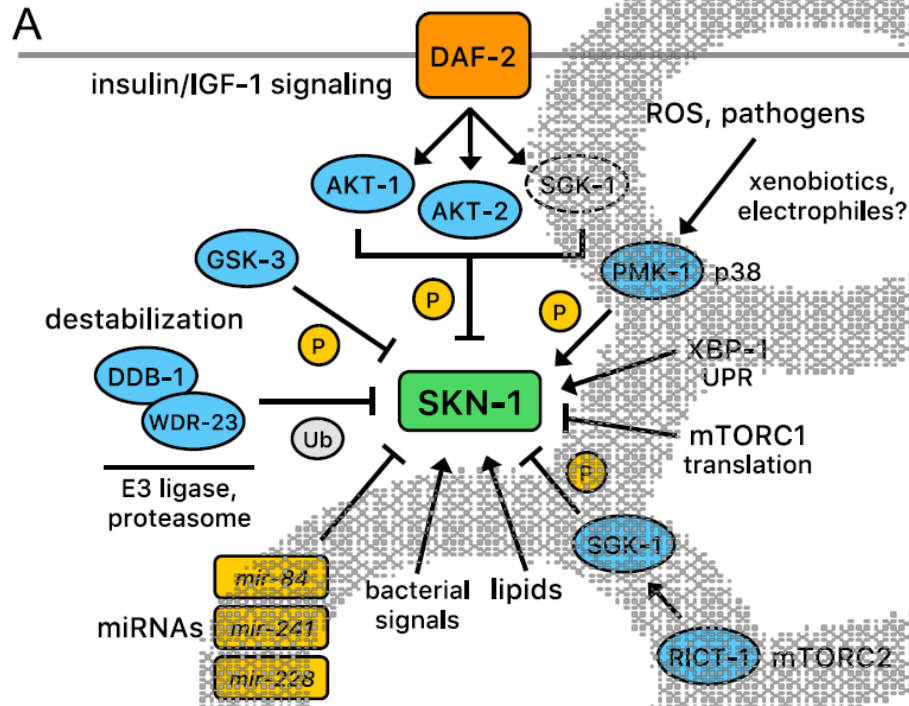 A
DAF-2
insulin/IGF-1 signaling
ROS, pathogens
AKT-1
AKT-2
SGK-1
xenobiotics,
electrophiles?
GSK-3
PMK-1
p38
P
P
P
destabilization
DDB-1
WDR-23
XBP-1
UPR
SKN-1
Ub
mTORC1
translation
P
E3 ligase,
proteasome
SGK-1
mir-84
miRNAs
mir-241
mir-228
bacterial
signals
lipids
RICT-1
mTORC2